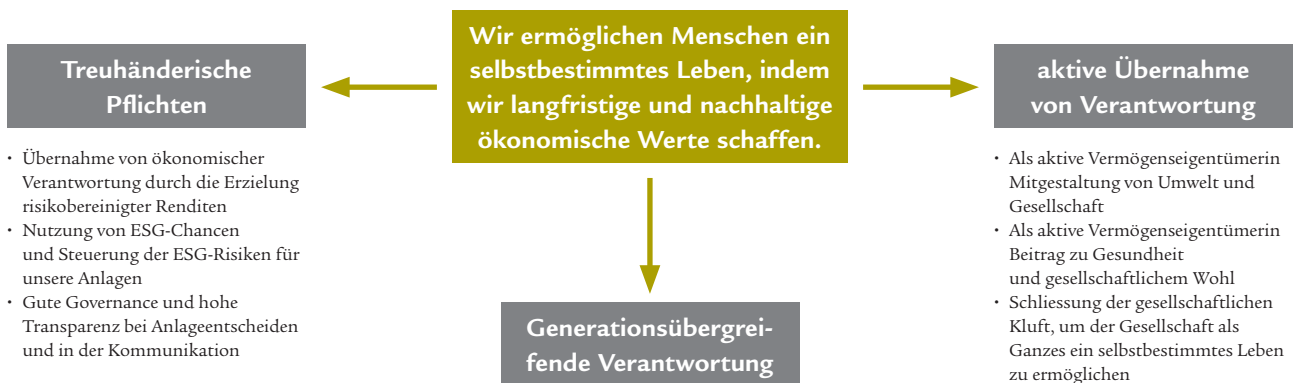 Wir ermöglichen Menschen ein
selbstbestimmtes Leben, indem
wir langfristige und nachhaltige
ökonomische Werte schaffen.
Treuhänderische
Pflichten
• Übernahme von ökonomischer
Verantwortung durch die Erzielung
risikobereinigter Renditen
• Nutzung von ESG-Chancen
und Steuerung der ESG-Risiken für
unsere Anlagen
• Gute Governance und hohe
Transparenz bei Anlageentscheiden
und in der Kommunikation
Generationsübergrei-
fende Verantwortung
aktive Übernahme
von Verantwortung
• Als aktive Vermögenseigentümerin
Mitgestaltung von Umwelt und
Gesellschaft
• Als aktive Vermögenseigentümerin
Beitrag zu Gesundheit
und gesellschaftlichem Wohl
• Schliessung der gesellschaftlichen
Kluft, um der Gesellschaft als
Ganzes ein selbstbestimmtes Leben
zu ermöglichen